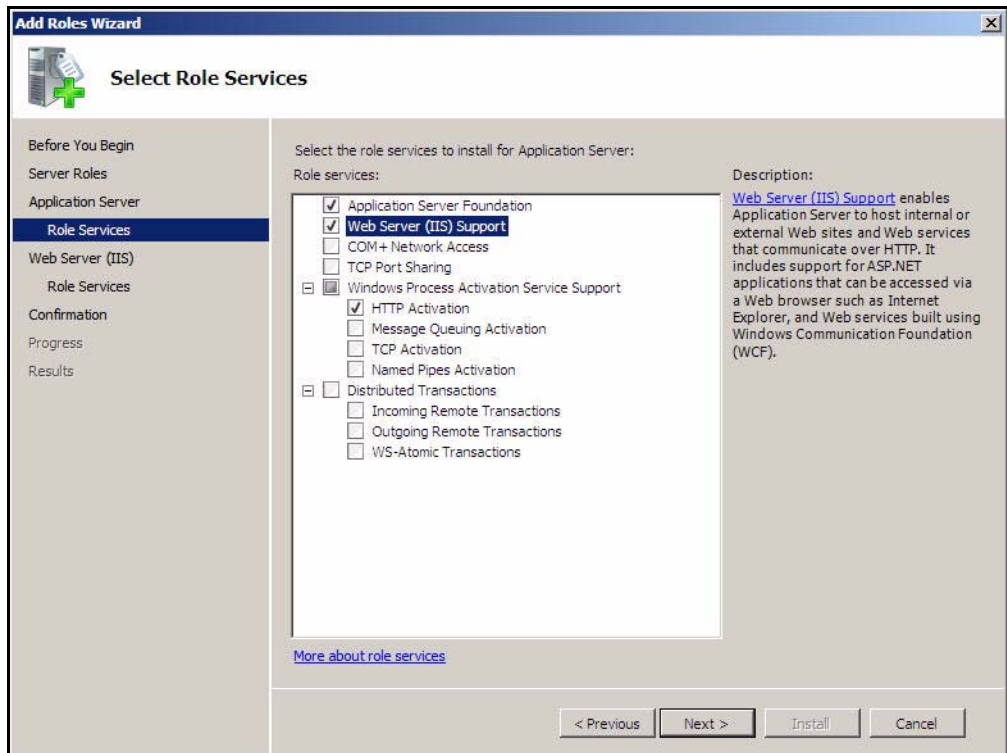 Add Roles Wizard
Select Role Services
Before You Begin
Server Roles
Application Server
Role Services
Web Server (IIS)
Role Services
Confirmation
Progress
Results
Select the role services to install for Application Server:
Role services:
Application Server Foundation
Web Server (IIS) Support
COM+ Network Access
TCP Port Sharing
Windows Process Activation Service Support
HTTP Activation
Message Queuing Activation
TCP Activation
Named Pipes Activation
Distributed Transactions
Incoming Remote Transactions
Outgoing Remote Transactions
WS-Atomic Transactions
More about role services
Description:
Web Server (IIS) Support enables
Application Server to host internal or
external Web sites and Web services
that communicate over HTTP. It
includes support for ASP.NET
applications that can be accessed via
a Web browser such as Internet
Explorer, and Web services built using
Windows Communication Foundation
(WCF).
< Previous
Next >
Install
Cancel